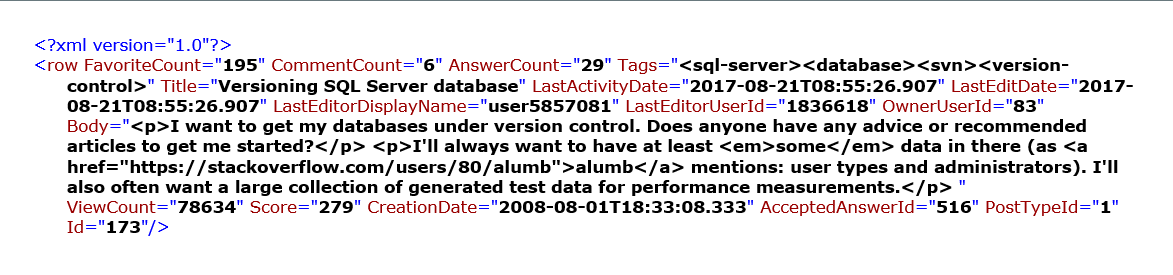 <?xml version="1.0"?>
<row FavoriteCount="195" CommentCount="6" AnswerCount="29" Tags="<sql-server><database><svn><version-
control>" Title="Versioning SQL Server database" LastActivityDate="2017-08-21T08:55:26.907" LastEditDate="2017-
08-21T08:55:26.907" LastEditorDisplayName="user5857081" LastEditorUserId="1836618" OwnerUserId="83"
Body="<p>I want to get my databases under version control. Does anyone have any advice or recommended
articles to get me started?</p> <p>I'll always want to have at least <em>some</em> data in there (as <a
href="https://stackoverflow.com/users/80/alumb">alumb</a> mentions: user types and administrators). I'll
also often want a large collection of generated test data for performance measurements.</p> "
ViewCount="78634" Score="279" CreationDate="2008-08-01T18:33:08.333" AcceptedAnswerId="516" PostTypeId="1"
Id="173"/>